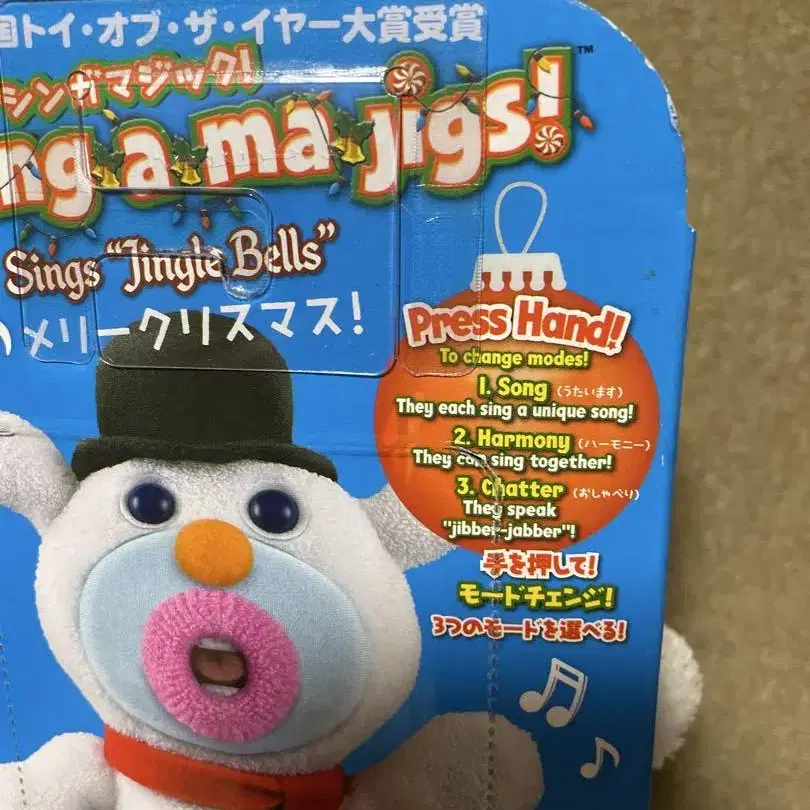 国トイ・オブ・ザ・イヤー大賞受賞
シンガマジック!
ng·a·ma·jigs!™
Sings "Jingle Bells"
メリークリスマス!
Press Hand!
To change modes!
1. Song (うたいます)
They each sing a unique song!
2. Harmony (ハーモニー)
They can sing together!
3. Chatter (おしゃべり)
They speak
"jibber-jabber"!
手を押して!
モードチェンジ!
3つのモードを選べる!